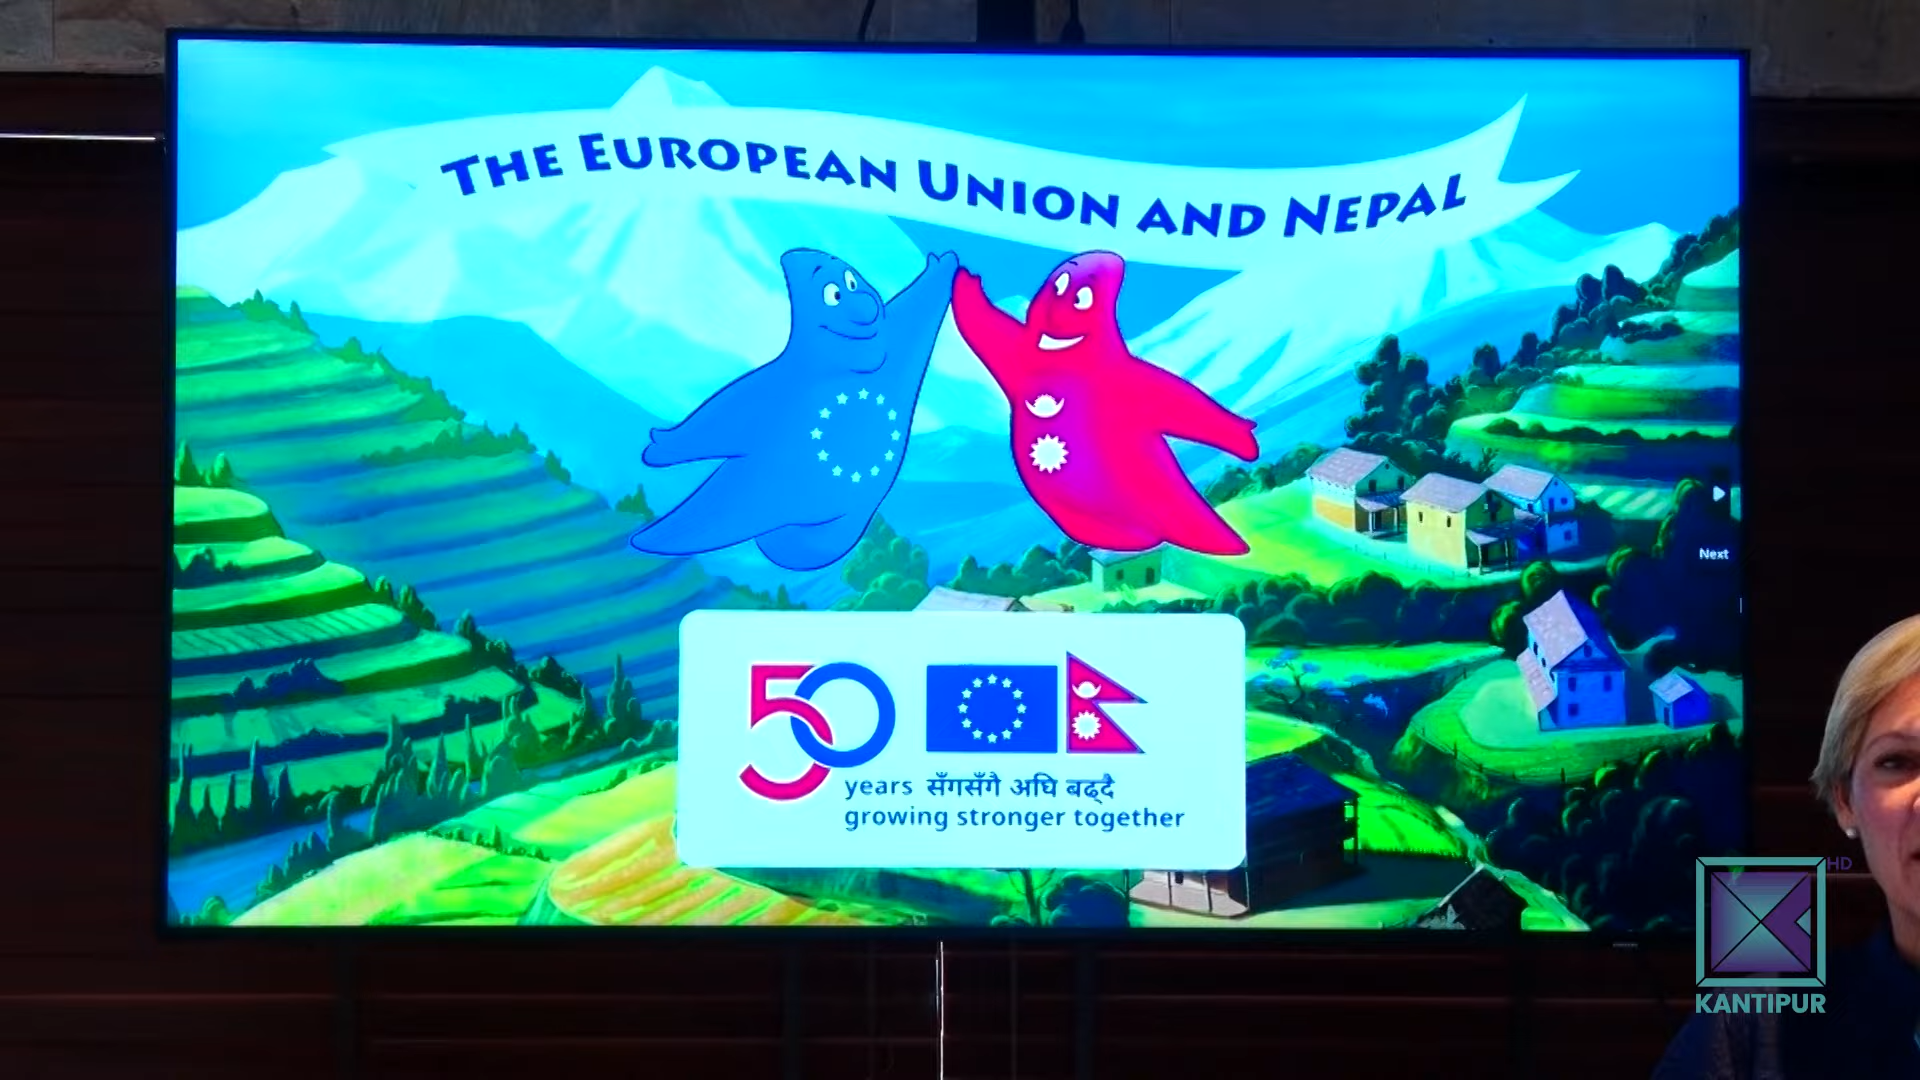 THE EUROPEAN UNION AND NEPAL
Next
50
years सँगसँगै अघि बढ्दै
growing stronger together
HD
KANTIPUR